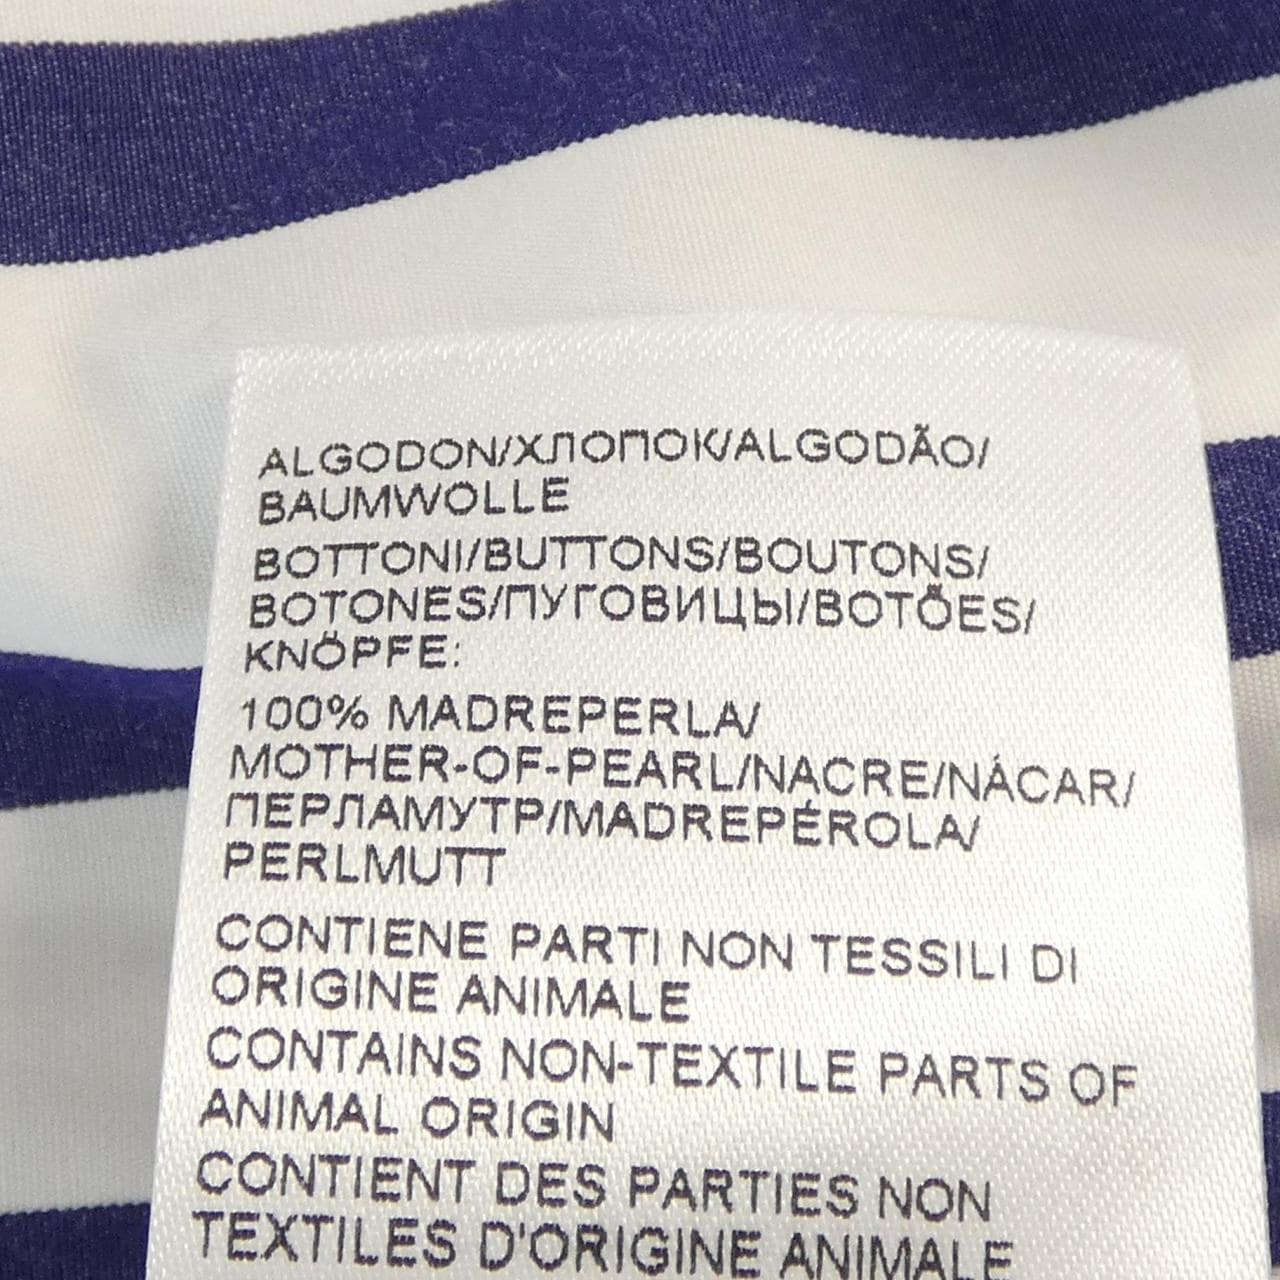 ALGODON/ХЛОПОК/ALGODÃO/
BAUMWOLLE
BOTTONI/BUTTONS/BOUTONS/
BOTONES/ПУГОВИЦЫ/BOTÕES/
KNÖPFE:
100% MADREPERLA/
MOTHER-OF-PEARL/NACRE/NÁCAR/
ПЕРЛАМУТР/MADREPÉROLA/
PERLMUTT
CONTIENE PARTI NON TESSILI DI
ORIGINE ANIMALE
CONTAINS NON-TEXTILE PARTS OF
ANIMAL ORIGIN
CONTIENT DES PARTIES NON
TEXTILES D'ORIGINE ANIMALE